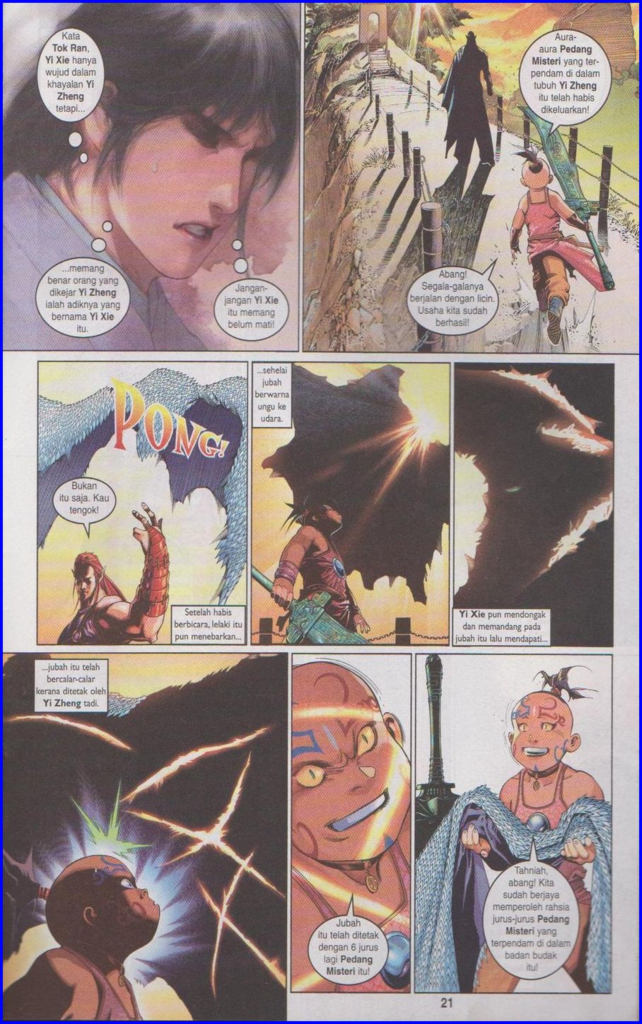 Kata
Tok Ran,
Yi Xie hanya
wujud dalam
khayalan Yi
Zheng
tetapi...
...memang
benar orang yang
dikejar Yi Zheng
ialah adiknya yang
bernama Yi Xie
itu.
Jangan-
jangan Yi Xie
itu memang
belum mati!
Aura-
aura Pedang
Misteri yang ter-
pendam di dalam
tubuh Yi Zheng
itu telah habis
dikeluarkan!
Abang!
Segala-galanya
berjalan dengan licin.
Usaha kita sudah
berhasil!
PONG!
Bukan
itu saja. Kau
tengok!
Setelah habis
berbicara, lelaki itu
pun menebarkan...
...sehelai
jubah
berwarna
ungu ke
udara.
Yi Xie pun mendongak
dan memandang pada
jubah itu lalu mendapati...
...jubah itu telah
bercalar-calar
kerana ditetak oleh
Yi Zheng tadi.
Jubah
itu telah ditetak
dengan 6 jurus
lagi Pedang
Misteri itu!
Tahniah,
abang! Kita
sudah berjaya
memperoleh rahsia
jurus-jurus Pedang
Misteri yang
terpendam di dalam
badan budak
itu!
21